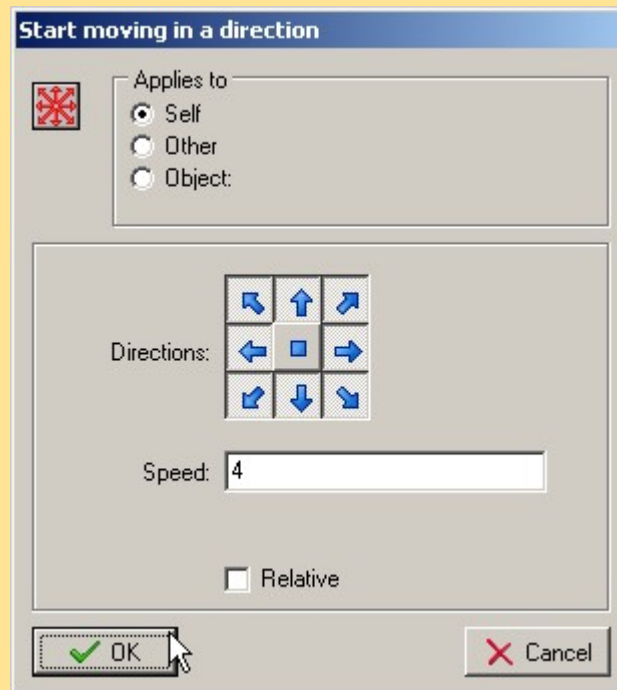 Start moving in a direction
Applies to
Self
Other
Object:
Directions:
Speed: 4
Relative
OK
Cancel